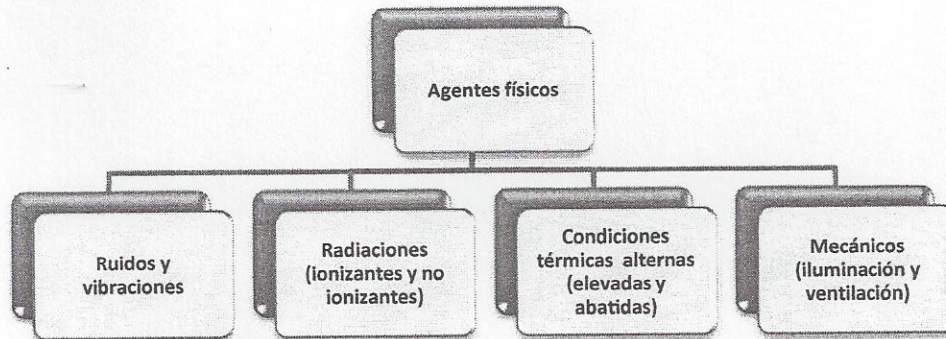 Agentes físicos
Ruidos y
vibraciones
Radiaciones
(ionizantes y no
ionizantes)
Condiciones
térmicas alternas
(elevadas y
abatidas)
Mecánicos
(iluminación y
ventilación)